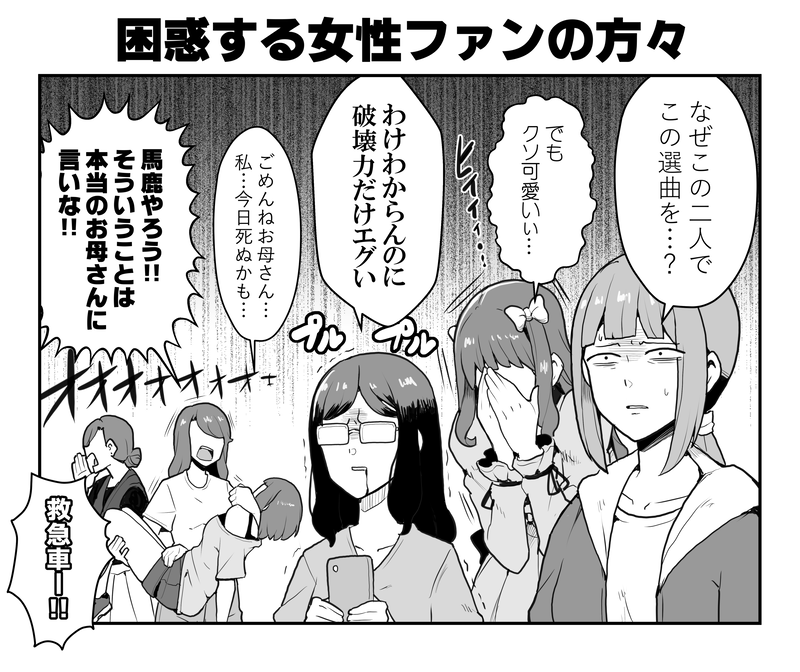 困惑する女性ファンの方々
なぜこの二人で
この選曲を…?
でも
クソ可愛いぃ…
ヒィィ…
わけわからんのに
破壊力だけエグい
プル
プル
ごめんねお母さん…
私…今日死ぬかも…
馬鹿やろう!!
そういうことは
本当のお母さんに
言いな!!
オオオオオオオ…
救急車ー!!